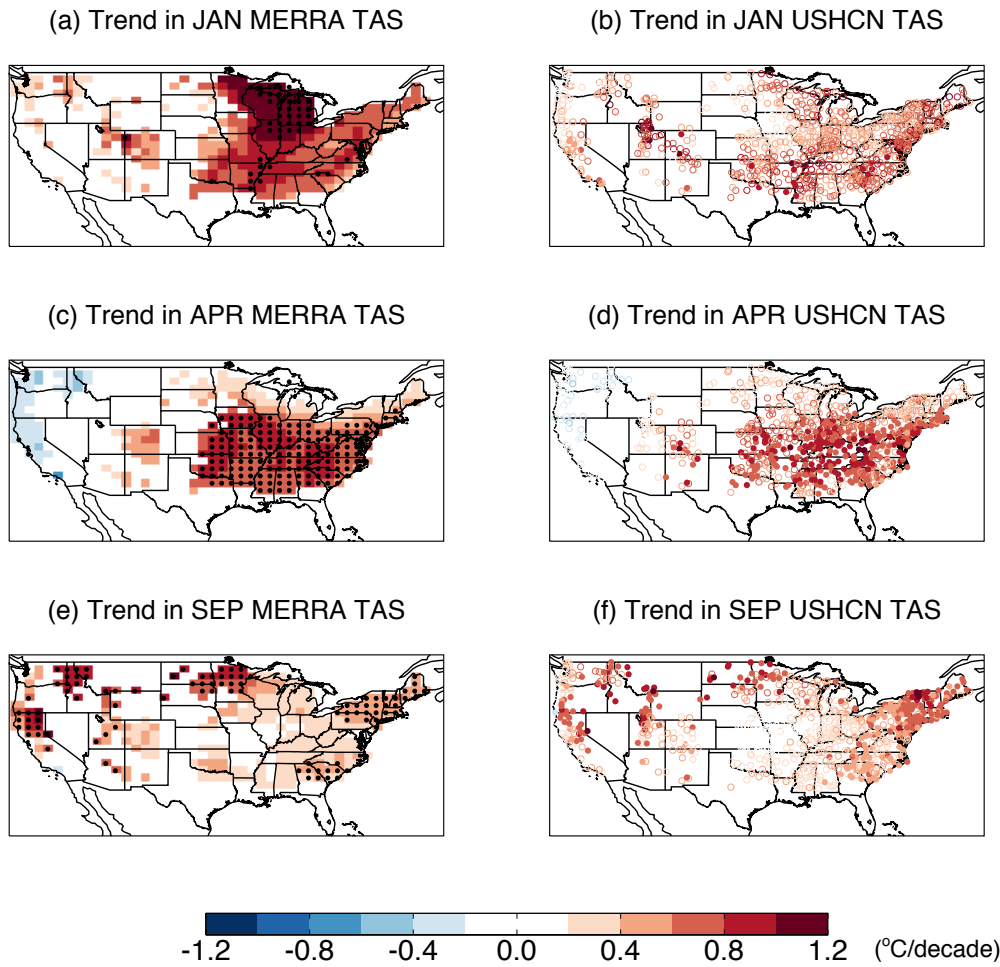 (a) Trend in JAN MERRA TAS
(b) Trend in JAN USHCN TAS
(c) Trend in APR MERRA TAS
(d) Trend in APR USHCN TAS
(e) Trend in SEP MERRA TAS
(f) Trend in SEP USHCN TAS
-1.2 -0.8 -0.4 0.0 0.4 0.8 1.2 (°C/decade)